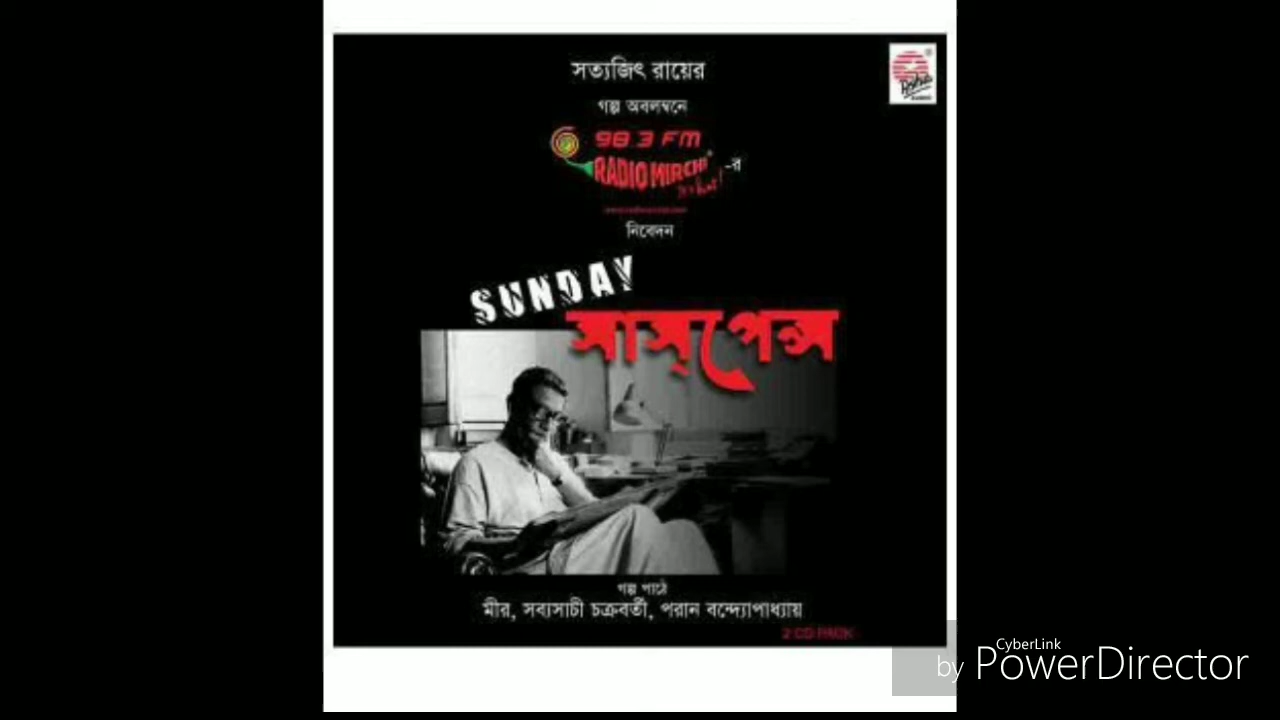 সত্যজিৎ রায়ের
গল্প অবলম্বনে
98.3 FM
RADIO MIRCHI -র
নিবেদন
SUNDAY
সাস্‌পেন্স
গল্প পাঠে
মীর, সব্যসাচী চক্রবর্তী, পরান বন্দ্যোপাধ্যায়
2 CD PACK
CyberLink
by PowerDirector